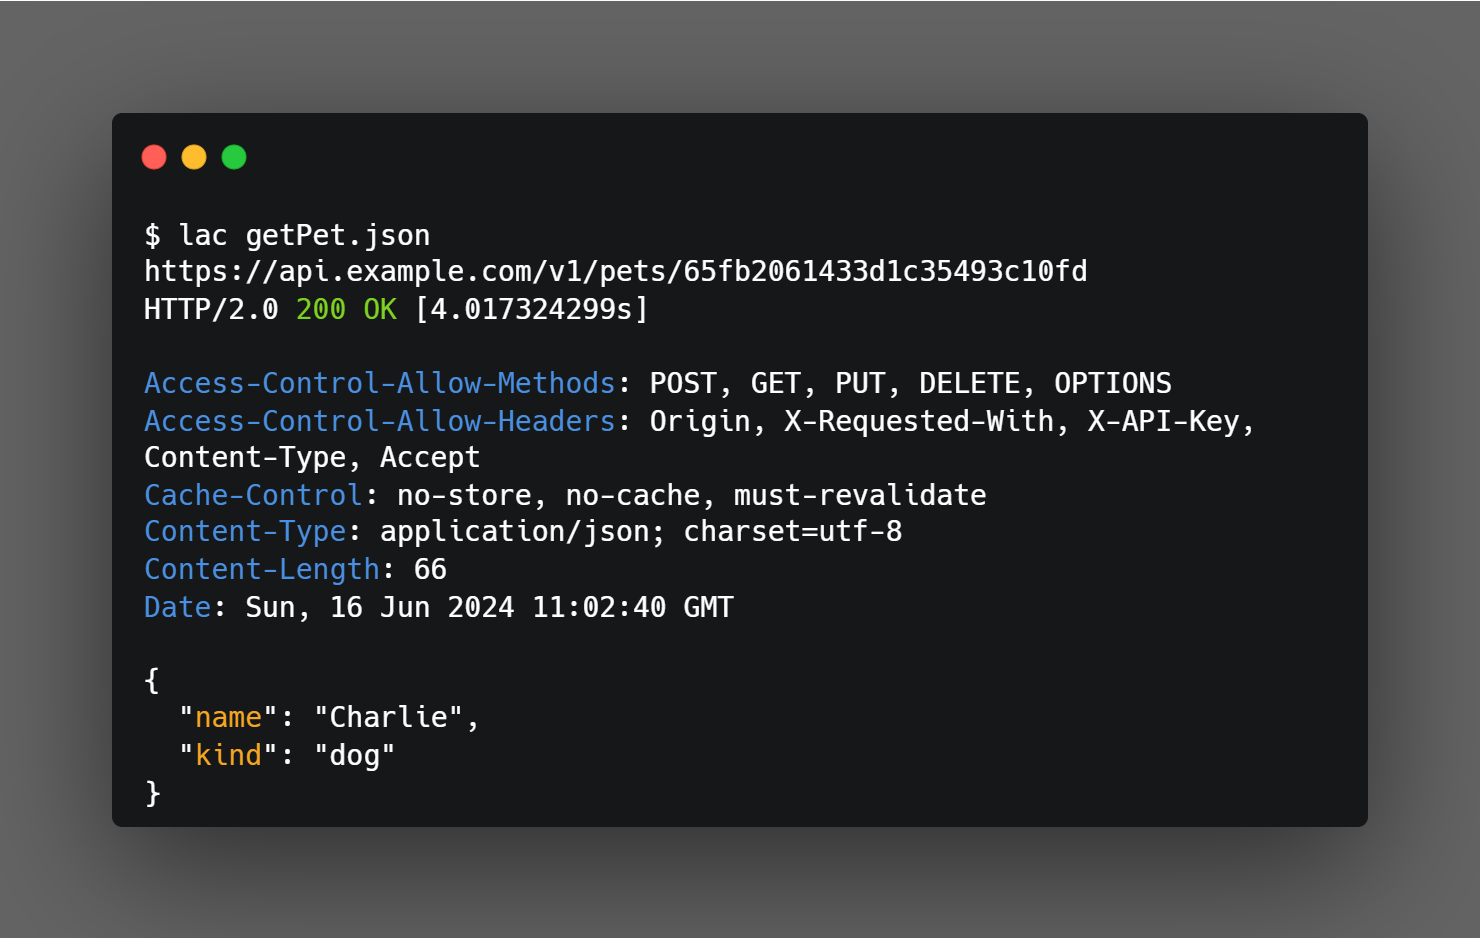 $ lac getPet.json
https://api.example.com/v1/pets/65fb2061433d1c35493c10fd
HTTP/2.0 200 OK [4.017324299s]
Access-Control-Allow-Methods: POST, GET, PUT, DELETE, OPTIONS
Access-Control-Allow-Headers: Origin, X-Requested-With, X-API-Key,
Content-Type, Accept
Cache-Control: no-store, no-cache, must-revalidate
Content-Type: application/json; charset=utf-8
Content-Length: 66
Date: Sun, 16 Jun 2024 11:02:40 GMT
{
  "name": "Charlie",
  "kind": "dog"
}